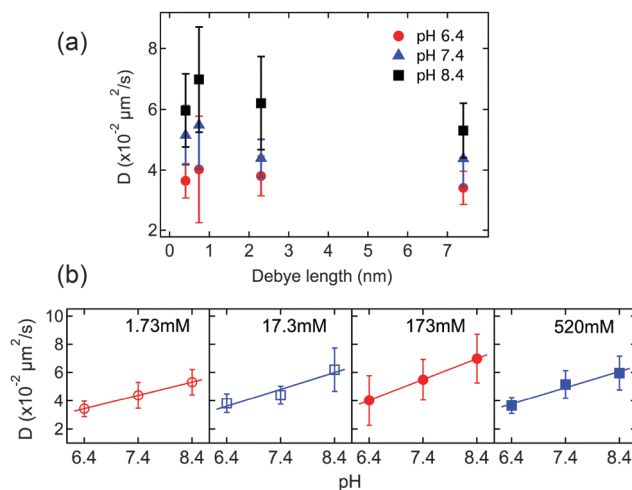 (a)
pH 6.4
pH 7.4
pH 8.4
D (x10⁻² µm²/s)
8
6
4
2
0 1 2 3 4 5 6 7
Debye length (nm)
(b)
1.73mM 17.3mM 173mM 520mM
D (x10⁻² µm²/s)
10
8
6
4
2
0
6.4 7.4 8.4 6.4 7.4 8.4 6.4 7.4 8.4 6.4 7.4 8.4
pH